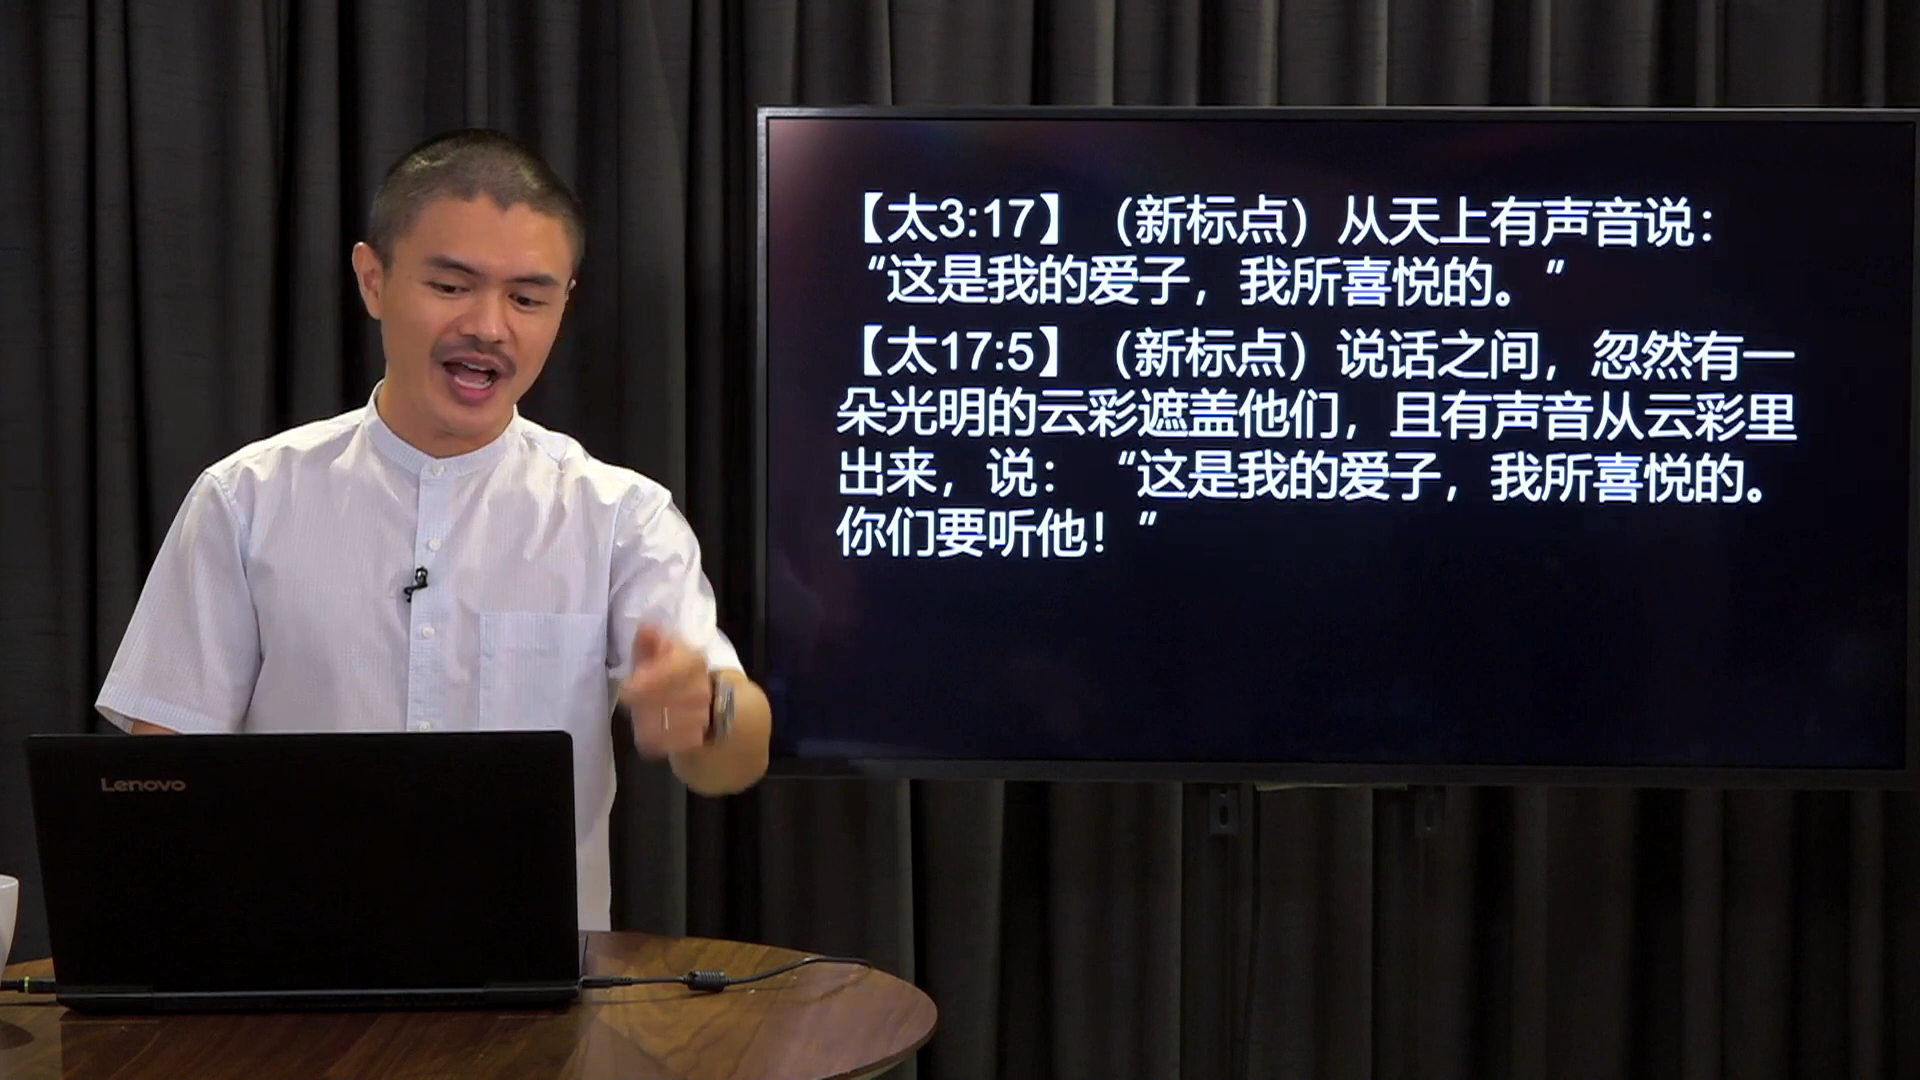 【太3:17】（新标点）从天上有声音说：
“这是我的爱子，我所喜悦的。”
【太17:5】（新标点）说话之间，忽然有一
朵光明的云彩遮盖他们，且有声音从云彩里
出来，说：“这是我的爱子，我所喜悦的。
你们要听他！”
Lenovo